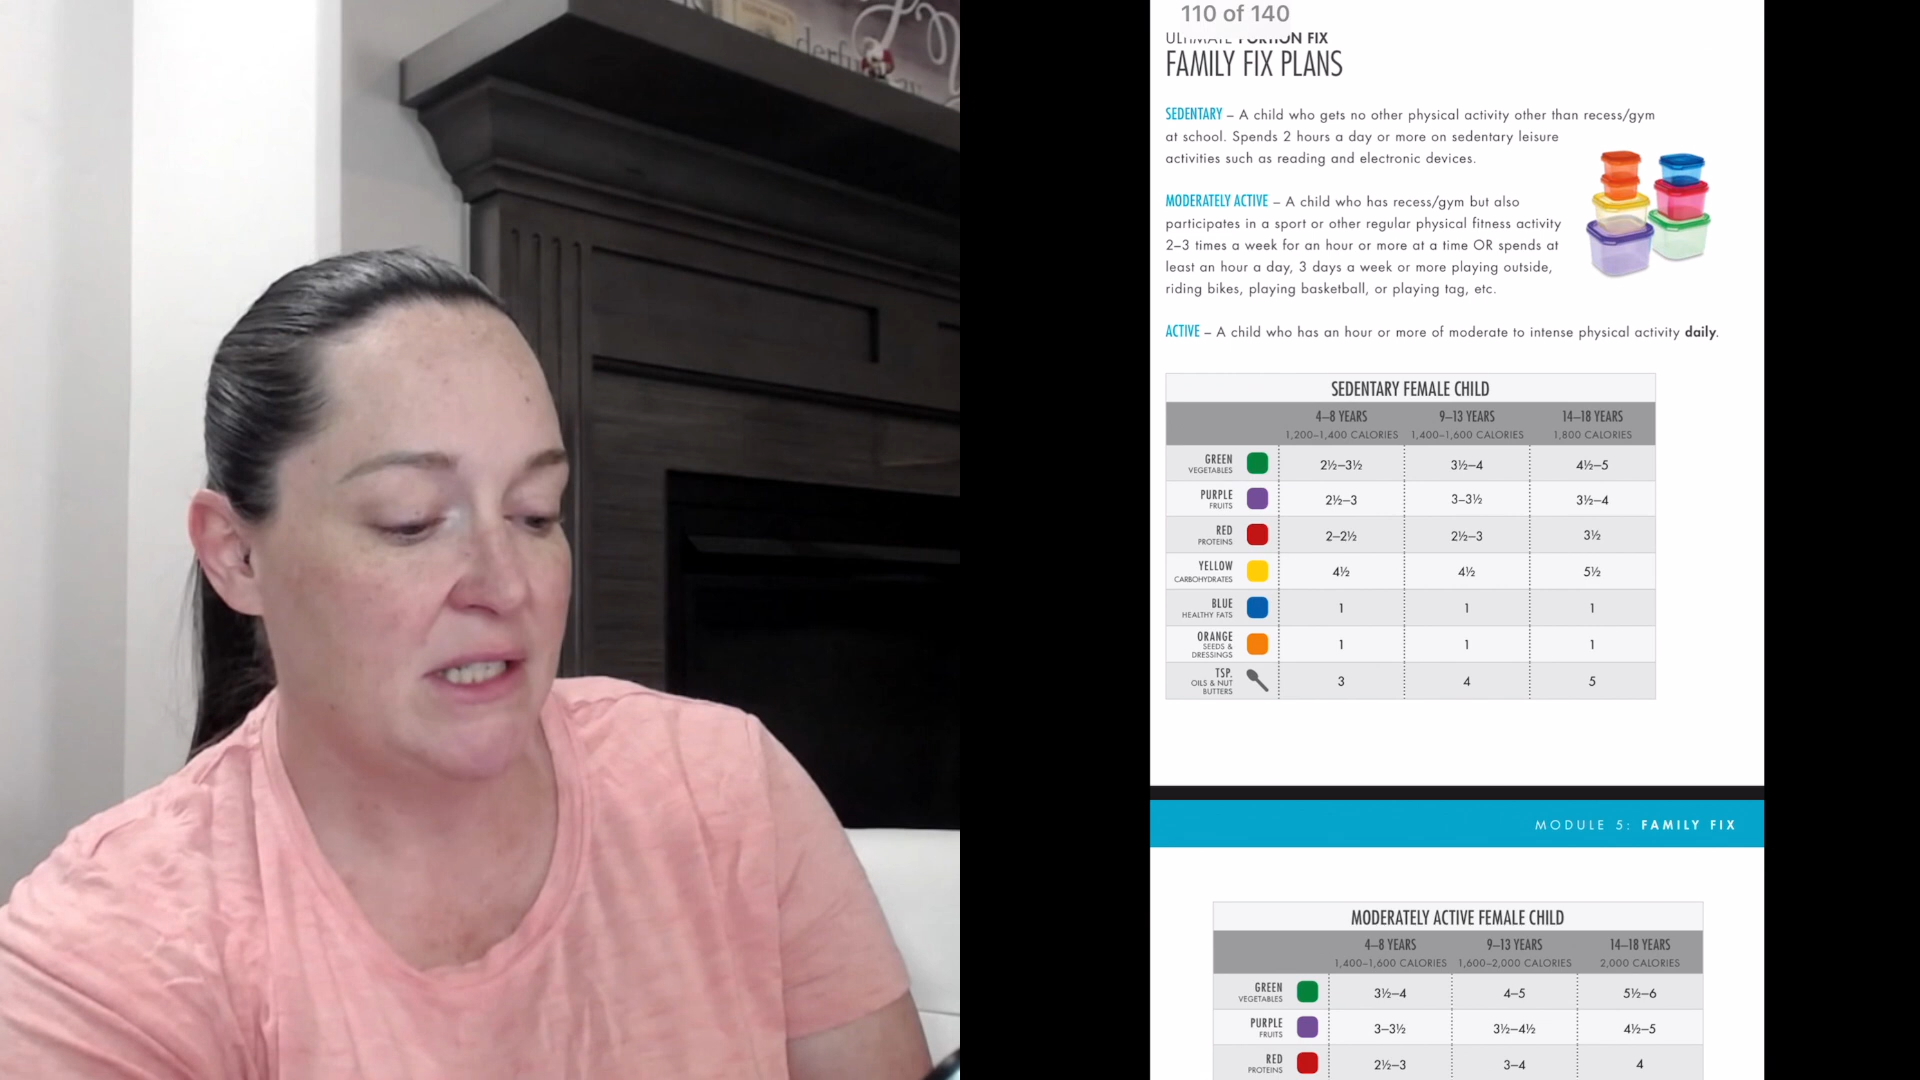 110 of 140
ULTIMATE PORTION FIX
FAMILY FIX PLANS
SEDENTARY – A child who gets no other physical activity other than recess/gym
at school. Spends 2 hours a day or more on sedentary leisure
activities such as reading and electronic devices.
MODERATELY ACTIVE – A child who has recess/gym but also
participates in a sport or other regular physical fitness activity
2–3 times a week for an hour or more at a time OR spends at
least an hour a day, 3 days a week or more playing outside,
riding bikes, playing basketball, or playing tag, etc.
ACTIVE – A child who has an hour or more of moderate to intense physical activity daily.
SEDENTARY FEMALE CHILD
4–8 YEARS 9–13 YEARS 14–18 YEARS
1,200–1,400 CALORIES 1,400–1,600 CALORIES 1,800 CALORIES
GREEN
VEGETABLES 2½–3½ 3½–4 4½–5
PURPLE
FRUITS 2½–3 3–3½ 3½–4
RED
PROTEINS 2–2½ 2½–3 3½
YELLOW
CARBOHYDRATES 4½ 4½ 5½
BLUE
HEALTHY FATS 1 1 1
ORANGE
SEEDS &
DRESSINGS 1 1 1
TSP.
OILS & NUT
BUTTERS 3 4 5
MODULE 5: FAMILY FIX
MODERATELY ACTIVE FEMALE CHILD
4–8 YEARS 9–13 YEARS 14–18 YEARS
1,400–1,600 CALORIES 1,600–2,000 CALORIES 2,000 CALORIES
GREEN
VEGETABLES 3½–4 4–5 5½–6
PURPLE
FRUITS 3–3½ 3½–4½ 4½–5
RED
PROTEINS 2½–3 3–4 4